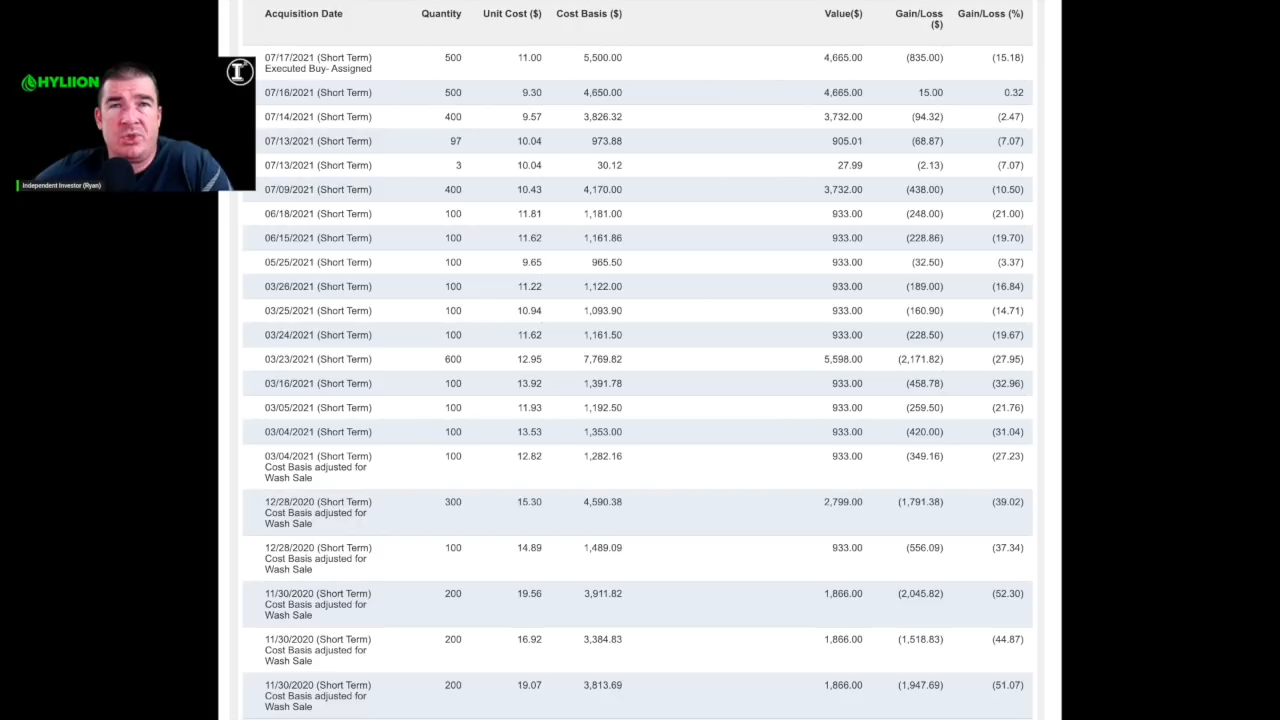 Acquisition Date Quantity Unit Cost ($) Cost Basis ($) Value($) Gain/Loss ($) Gain/Loss (%)
07/17/2021 (Short Term) 500 11.00 5,500.00 4,665.00 (835.00) (15.18)
Executed Buy- Assigned
HYLIION
I
07/16/2021 (Short Term) 500 9.30 4,650.00 4,665.00 15.00 0.32
07/14/2021 (Short Term) 400 9.57 3,826.32 3,732.00 (94.32) (2.47)
07/13/2021 (Short Term) 97 10.04 973.88 905.01 (68.87) (7.07)
07/13/2021 (Short Term) 3 10.04 30.12 27.99 (2.13) (7.07)
Independent Investor (Ryan)
07/09/2021 (Short Term) 400 10.43 4,170.00 3,732.00 (438.00) (10.50)
06/18/2021 (Short Term) 100 11.81 1,181.00 933.00 (248.00) (21.00)
06/15/2021 (Short Term) 100 11.62 1,161.86 933.00 (228.86) (19.70)
05/25/2021 (Short Term) 100 9.65 965.50 933.00 (32.50) (3.37)
03/26/2021 (Short Term) 100 11.22 1,122.00 933.00 (189.00) (16.84)
03/25/2021 (Short Term) 100 10.94 1,093.90 933.00 (160.90) (14.71)
03/24/2021 (Short Term) 100 11.62 1,161.50 933.00 (228.50) (19.67)
03/23/2021 (Short Term) 600 12.95 7,769.82 5,598.00 (2,171.82) (27.95)
03/16/2021 (Short Term) 100 13.92 1,391.78 933.00 (458.78) (32.96)
03/05/2021 (Short Term) 100 11.93 1,192.50 933.00 (259.50) (21.76)
03/04/2021 (Short Term) 100 13.53 1,353.00 933.00 (420.00) (31.04)
03/04/2021 (Short Term) 100 12.82 1,282.16 933.00 (349.16) (27.23)
Cost Basis adjusted for
Wash Sale
12/28/2020 (Short Term) 300 15.30 4,590.38 2,799.00 (1,791.38) (39.02)
Cost Basis adjusted for
Wash Sale
12/28/2020 (Short Term) 100 14.89 1,489.09 933.00 (556.09) (37.34)
Cost Basis adjusted for
Wash Sale
11/30/2020 (Short Term) 200 19.56 3,911.82 1,866.00 (2,045.82) (52.30)
Cost Basis adjusted for
Wash Sale
11/30/2020 (Short Term) 200 16.92 3,384.83 1,866.00 (1,518.83) (44.87)
Cost Basis adjusted for
Wash Sale
11/30/2020 (Short Term) 200 19.07 3,813.69 1,866.00 (1,947.69) (51.07)
Cost Basis adjusted for
Wash Sale